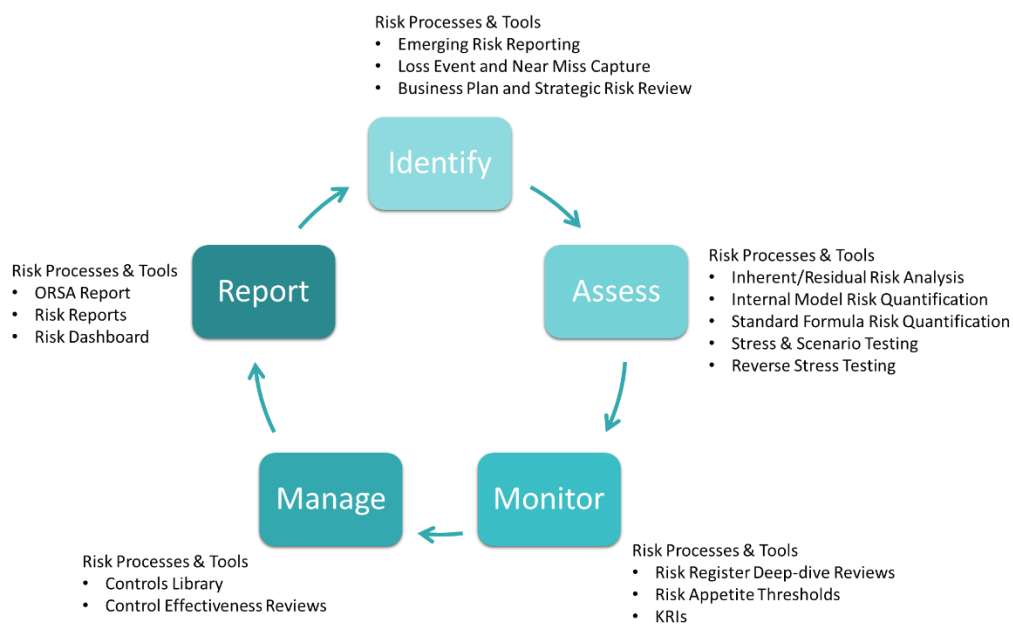 Risk Processes & Tools
• Emerging Risk Reporting
• Loss Event and Near Miss Capture
• Business Plan and Strategic Risk Review
Identify
Assess
Risk Processes & Tools
• Inherent/Residual Risk Analysis
• Internal Model Risk Quantification
• Standard Formula Risk Quantification
• Stress & Scenario Testing
• Reverse Stress Testing
Monitor
Risk Processes & Tools
• Risk Register Deep-dive Reviews
• Risk Appetite Thresholds
• KRIs
Manage
Risk Processes & Tools
• Controls Library
• Control Effectiveness Reviews
Report
Risk Processes & Tools
• ORSA Report
• Risk Reports
• Risk Dashboard